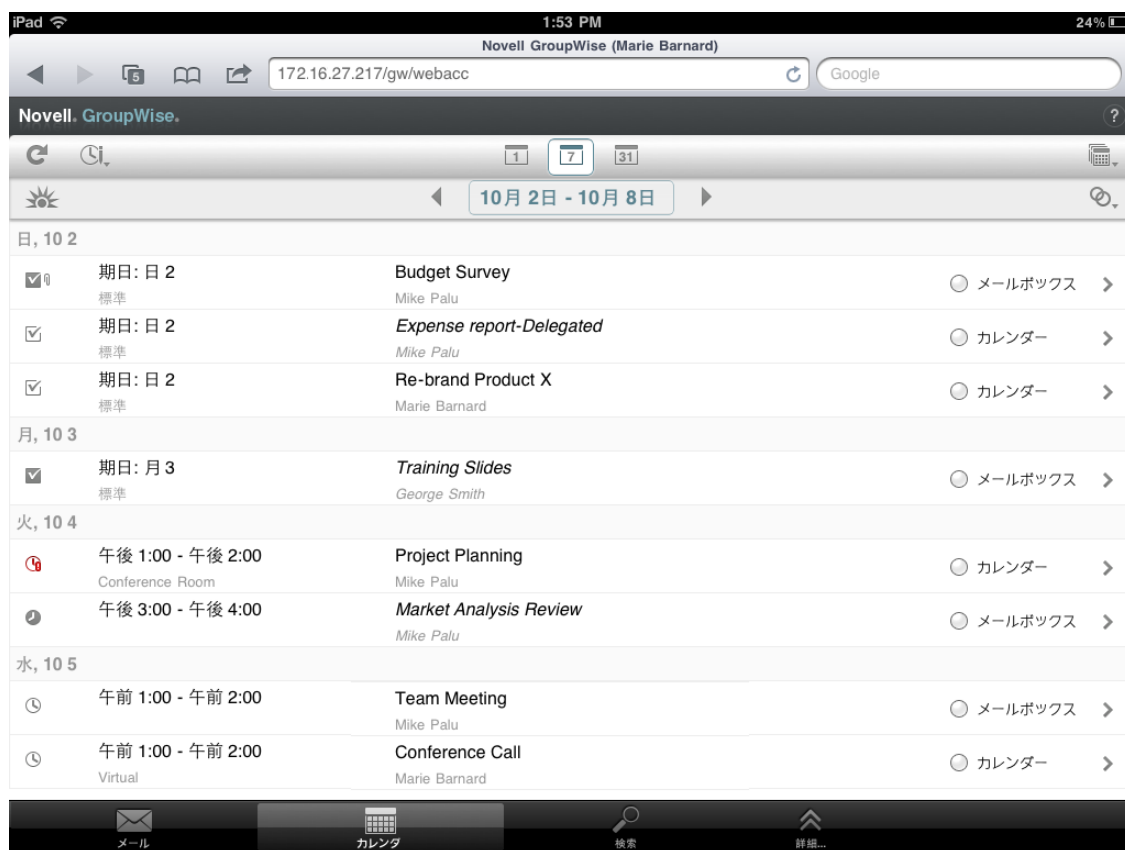 iPad 1:53 PM 24%
Novell GroupWise (Marie Barnard)
5 172.16.27.217/gw/webacc Google
Novell. GroupWise. ?
1 7 31
10月 2日 - 10月 8日
日, 10 2
期日: 日 2 Budget Survey メールボックス
標準 Mike Palu
期日: 日 2 Expense report-Delegated カレンダー
標準 Mike Palu
期日: 日 2 Re-brand Product X カレンダー
標準 Marie Barnard
月, 10 3
期日: 月 3 Training Slides メールボックス
標準 George Smith
火, 10 4
午後 1:00 - 午後 2:00 Project Planning カレンダー
Conference Room Mike Palu
午後 3:00 - 午後 4:00 Market Analysis Review メールボックス
Mike Palu
水, 10 5
午前 1:00 - 午前 2:00 Team Meeting メールボックス
Mike Palu
午前 1:00 - 午前 2:00 Conference Call カレンダー
Virtual Marie Barnard
メール カレンダ 検索 詳細...